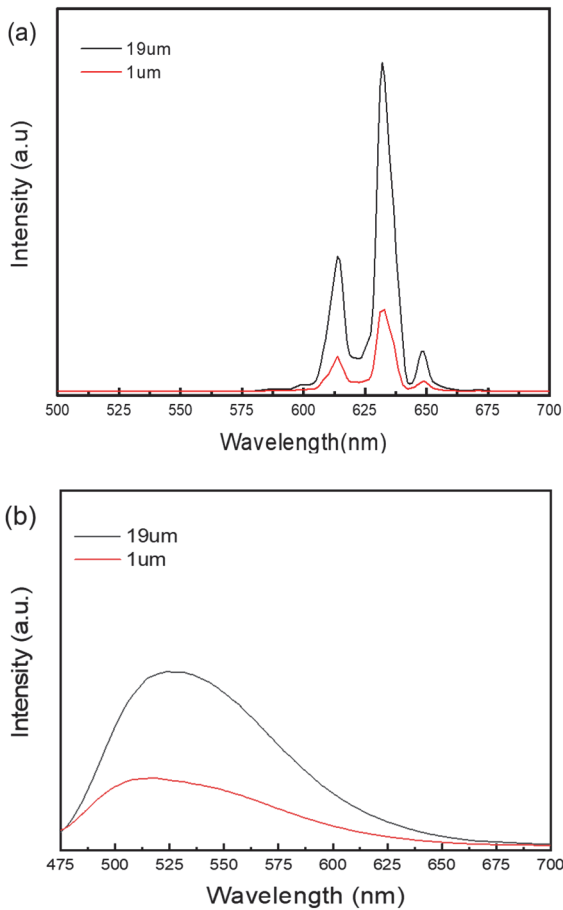 (a)
19um
1um
Intensity (a.u)
500 525 550 575 600 625 650 675 700
Wavelength(nm)
(b)
19um
1um
Intensity (a.u.)
475 500 525 550 575 600 625 650 675 700
Wavelength (nm)